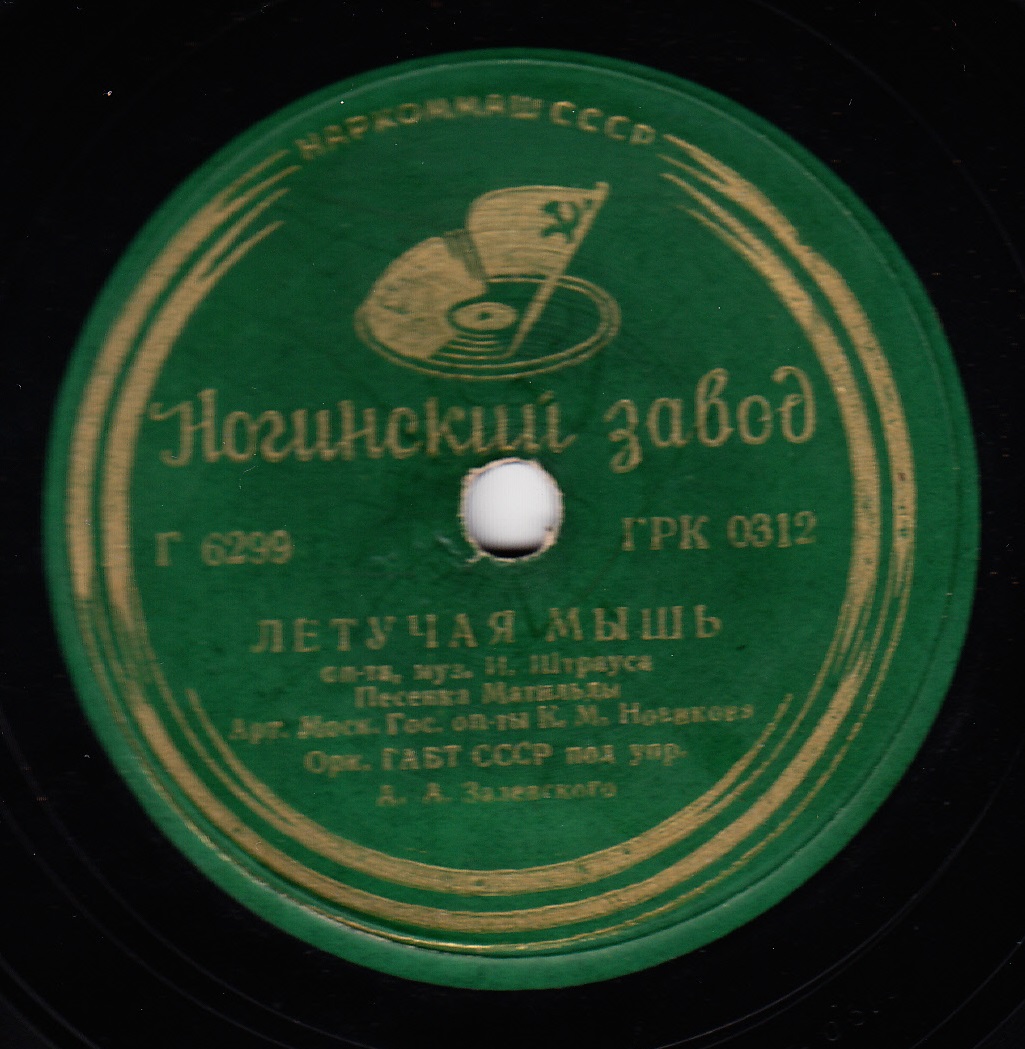 НАРКОММАШ СССР
Ногинский завод
Г 6299 ГРК 0312
ЛЕТУЧАЯ МЫШЬ
оп-та, муз. И. Штрауса
Песенка Матильды
Арт. Моск. Гос. оп-ты К. М. Новикова
Орк. ГАБТ СССР под упр.
А. А. Залевского